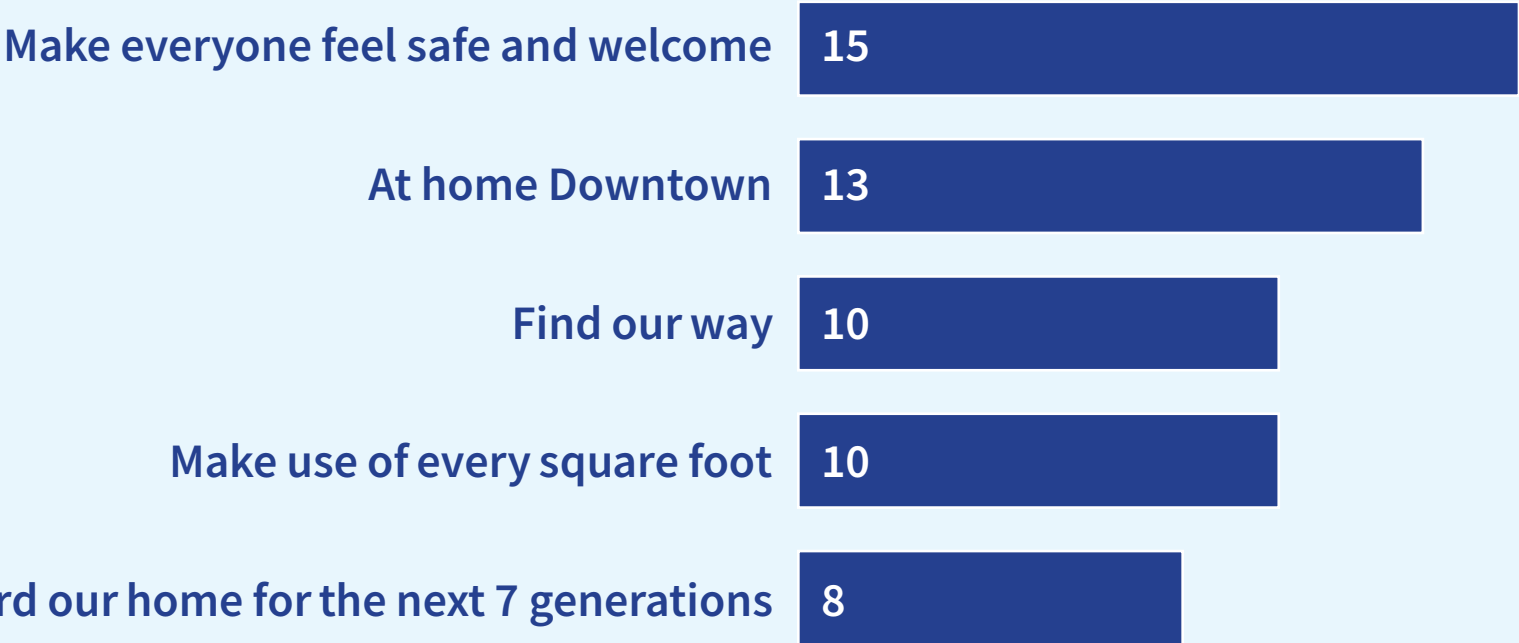 Make everyone feel safe and welcome 15
At home Downtown 13
Find our way 10
Make use of every square foot 10
our home for the next 7 generations 8